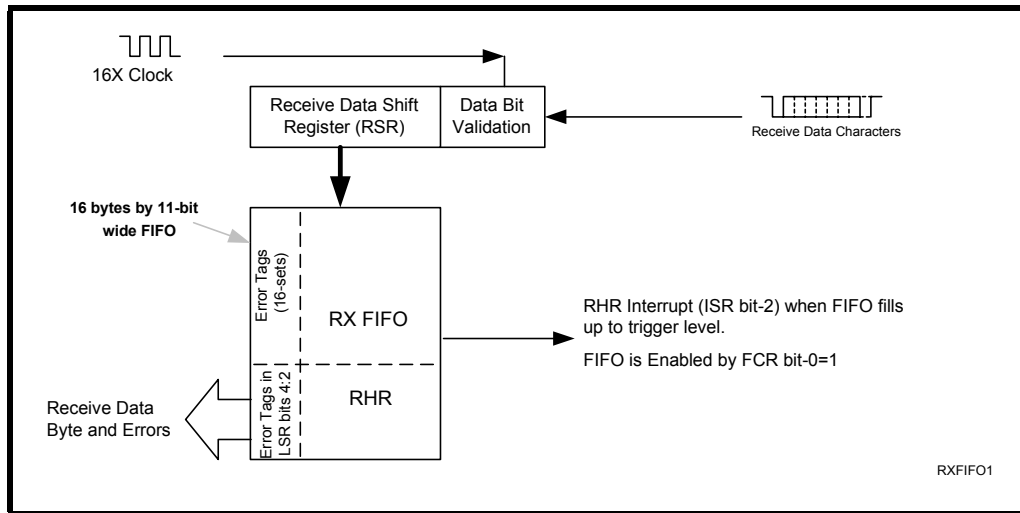 16X Clock
Receive Data Shift
Register (RSR)
Data Bit
Validation
Receive Data Characters
16 bytes by 11-bit
wide FIFO
Error Tags
(16-sets)
RX FIFO
RHR Interrupt (ISR bit-2) when FIFO fills
up to trigger level.
FIFO is Enabled by FCR bit-0=1
Error Tags in
LSR bits 4:2
RHR
Receive Data
Byte and Errors
RXFIFO1